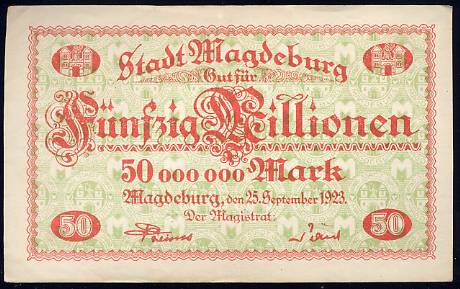 Stadt Magdeburg
Gut für
Fünfzig Millionen
50 000 000 Mark
Magdeburg, den 25. September 1923.
Der Magistrat:
50 50